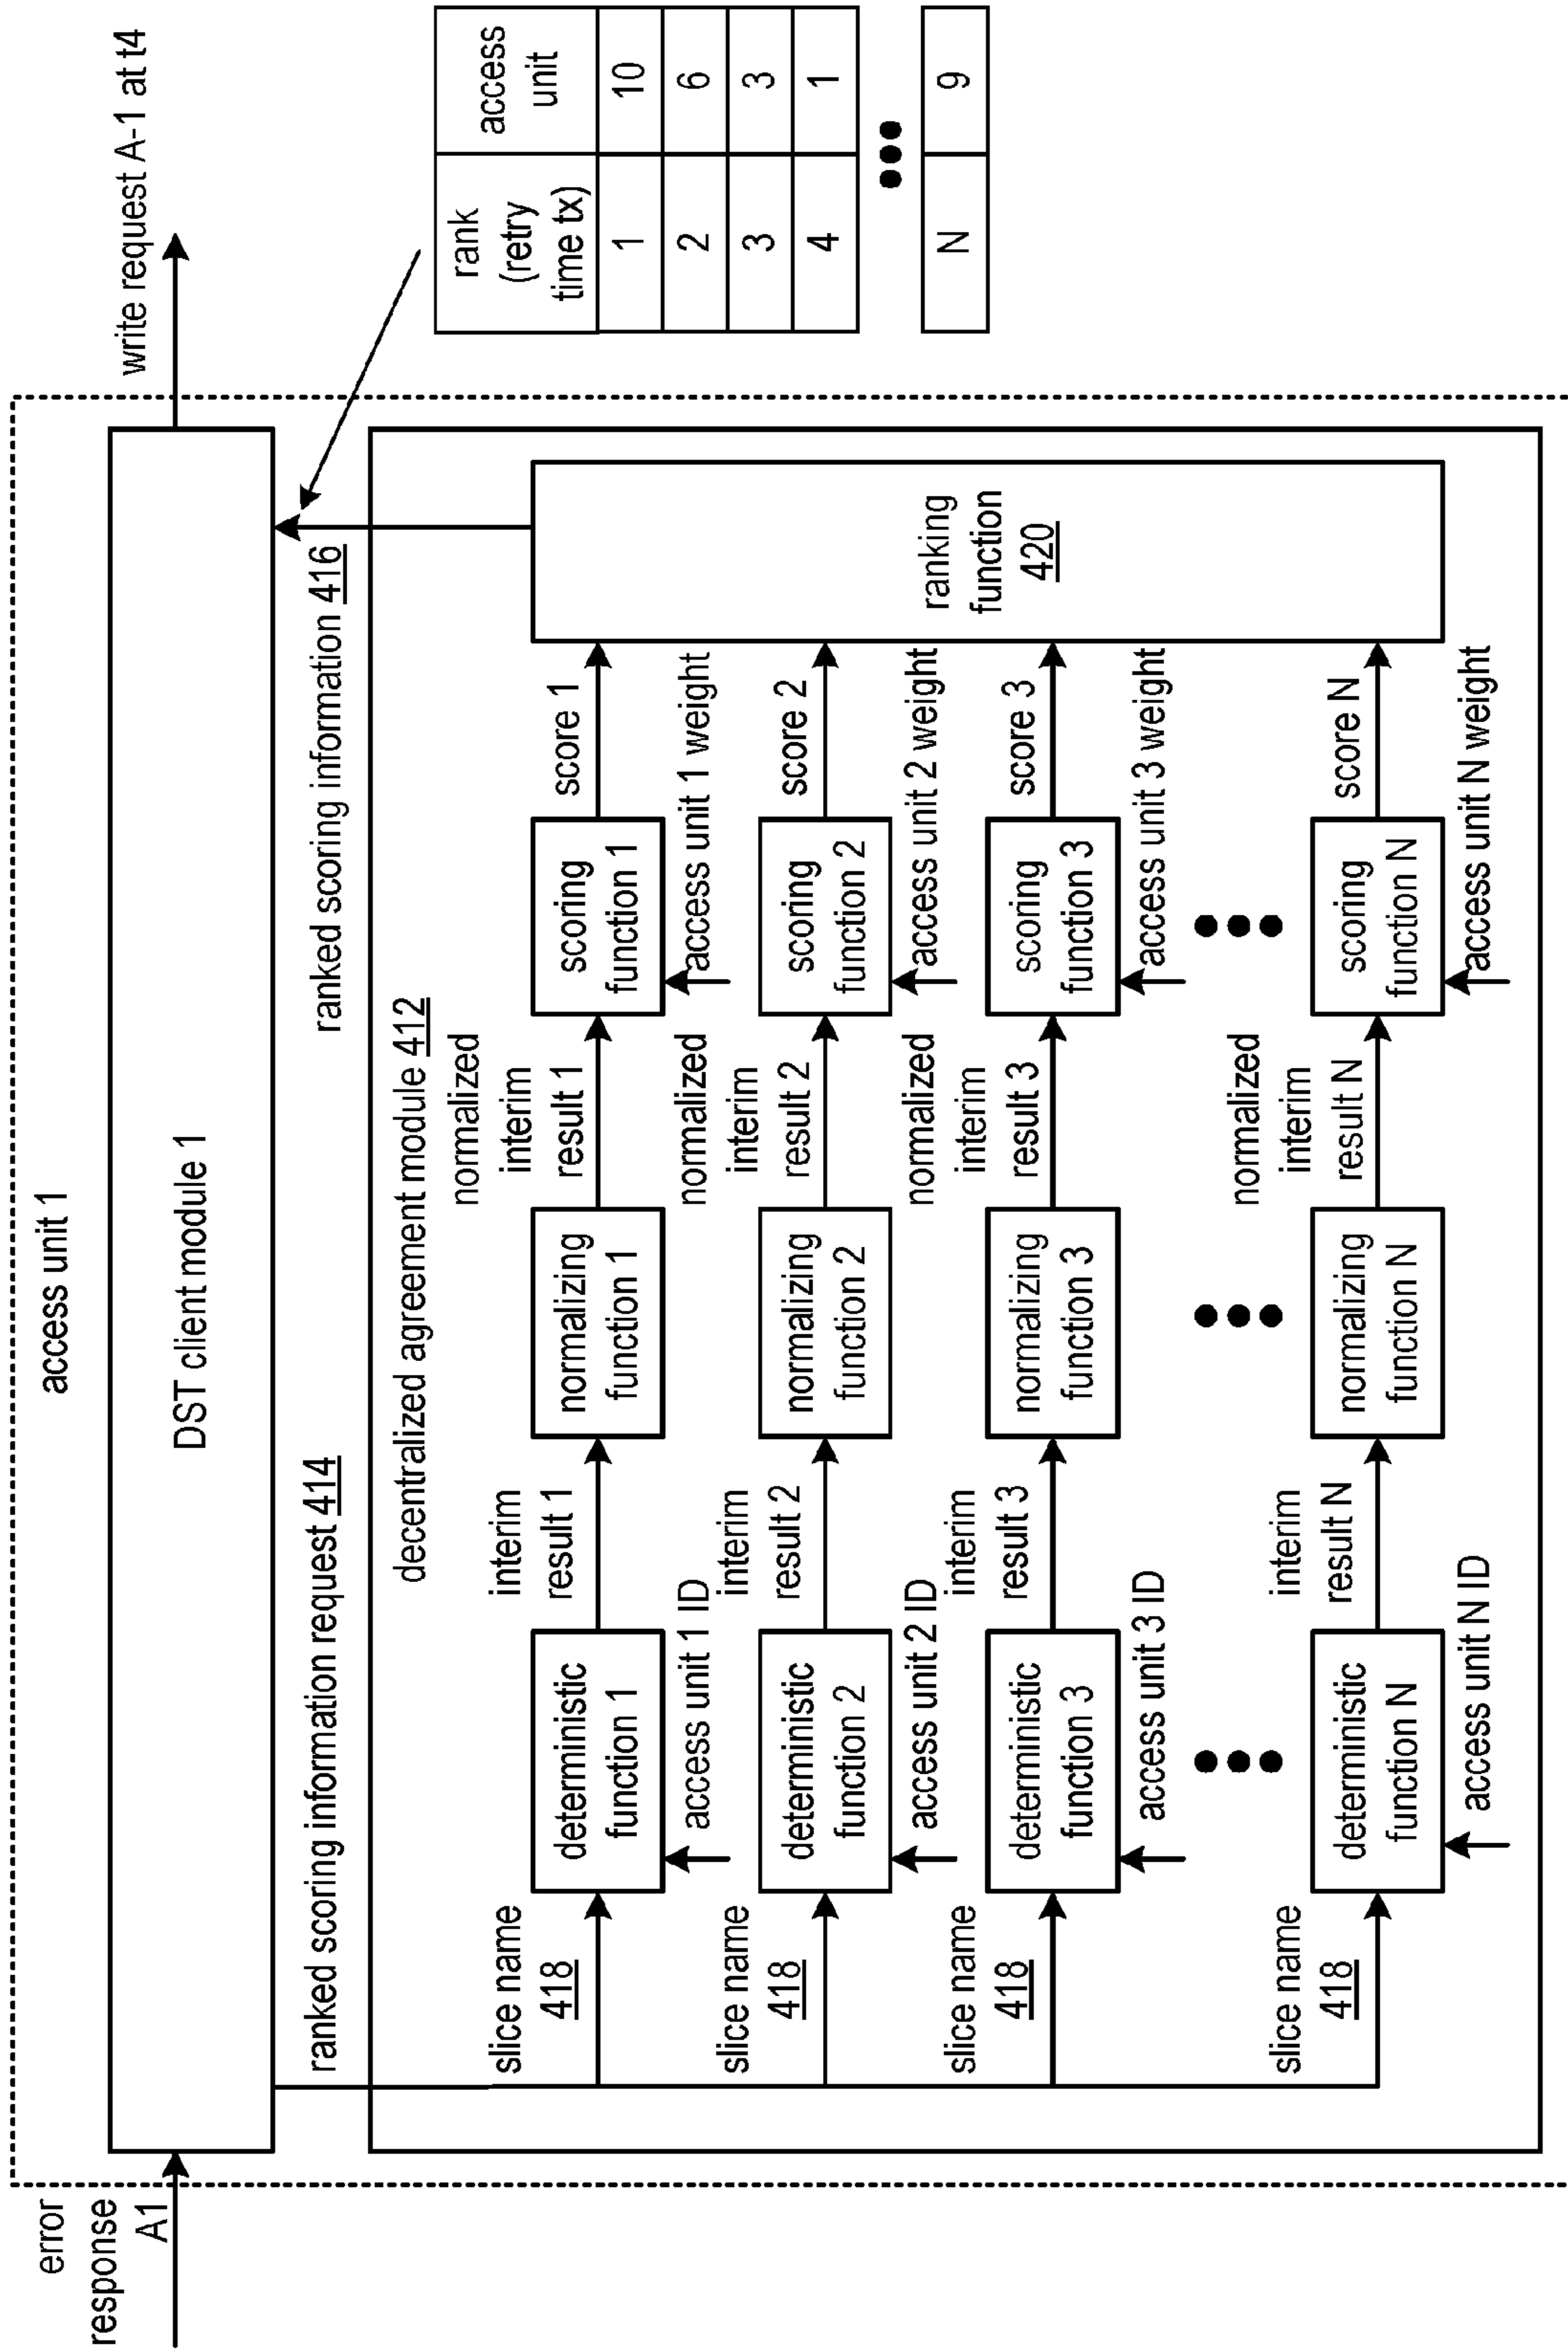 access unit 1
error
response
A1
DST client module 1
write request A-1 at t4
ranked scoring information request 414
ranked scoring information 416
rank
(retry
time tx)
access
unit
1
10
2
6
3
3
4
1
N
9
decentralized agreement module 412
slice name
418
deterministic
function 1
access unit 1 ID
interim
result 1
normalizing
function 1
normalized
interim
result 1
scoring
function 1
access unit 1 weight
score 1
slice name
418
deterministic
function 2
access unit 2 ID
interim
result 2
normalizing
function 2
normalized
interim
result 2
scoring
function 2
access unit 2 weight
score 2
slice name
418
deterministic
function 3
access unit 3 ID
interim
result 3
normalizing
function 3
normalized
interim
result 3
scoring
function 3
access unit 3 weight
score 3
slice name
418
deterministic
function N
access unit N ID
interim
result N
normalizing
function N
normalized
interim
result N
scoring
function N
access unit N weight
score N
ranking
function
420